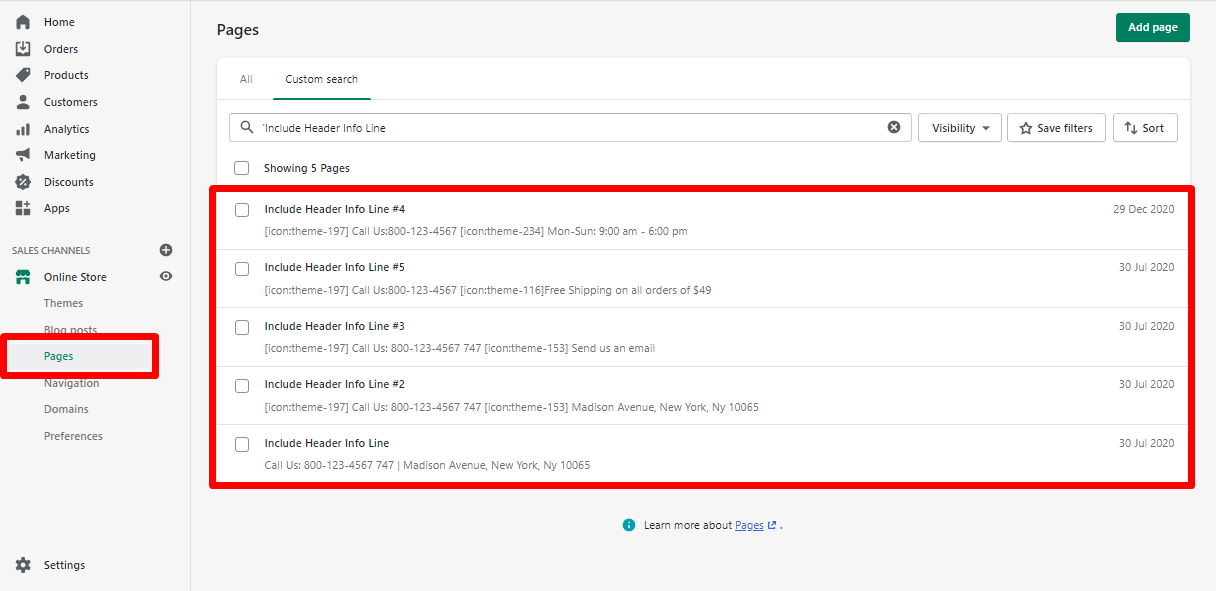 Home
Orders
Products
Customers
Analytics
Marketing
Discounts
Apps
SALES CHANNELS
Online Store
Themes
Blog posts
Pages
Navigation
Domains
Preferences
Settings
Pages
Add page
All Custom search
'Include Header Info Line
Visibility Save filters Sort
Showing 5 Pages
Include Header Info Line #4 29 Dec 2020
[icon:theme-197] Call Us:800-123-4567 [icon:theme-234] Mon-Sun: 9:00 am - 6:00 pm
Include Header Info Line #5 30 Jul 2020
[icon:theme-197] Call Us:800-123-4567 [icon:theme-116]Free Shipping on all orders of $49
Include Header Info Line #3 30 Jul 2020
[icon:theme-197] Call Us: 800-123-4567 747 [icon:theme-153] Send us an email
Include Header Info Line #2 30 Jul 2020
[icon:theme-197] Call Us: 800-123-4567 747 [icon:theme-153] Madison Avenue, New York, Ny 10065
Include Header Info Line 30 Jul 2020
Call Us: 800-123-4567 747 | Madison Avenue, New York, Ny 10065
Learn more about Pages .